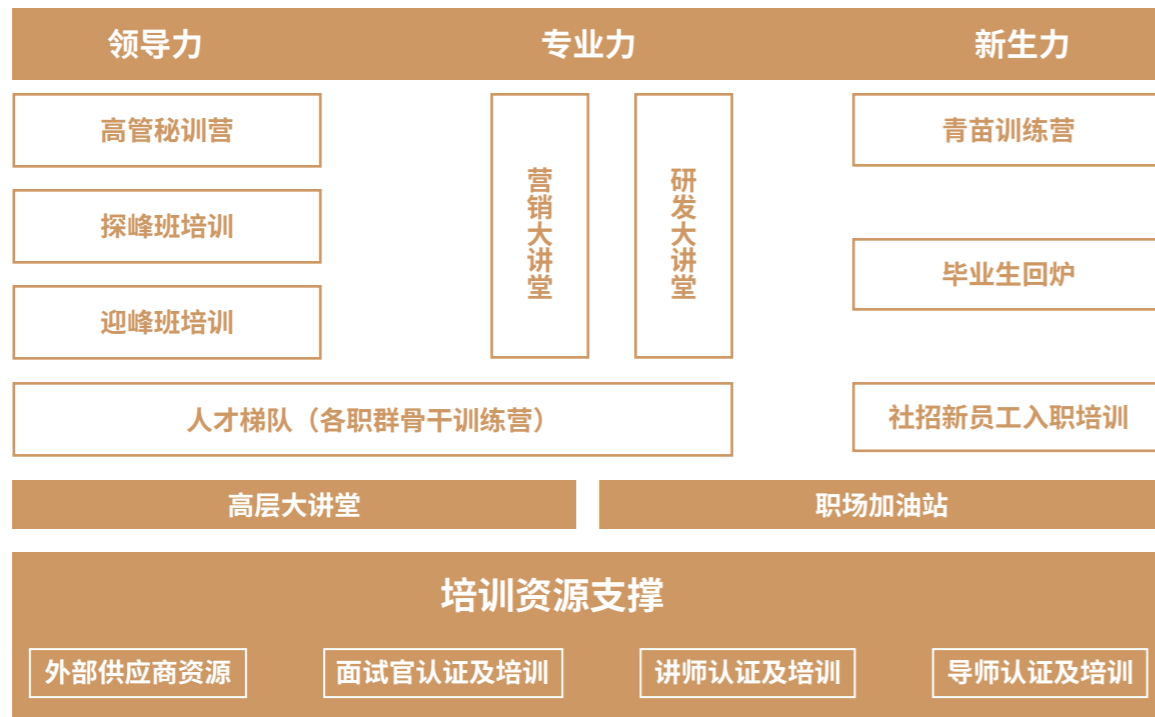 领导力
专业力
新生力
高管秘训营
探峰班培训
迎峰班培训
营销大讲堂
研发大讲堂
青苗训练营
毕业生回炉
人才梯队（各职群骨干训练营）
社招新员工入职培训
高层大讲堂
职场加油站
培训资源支撑
外部供应商资源
面试官认证及培训
讲师认证及培训
导师认证及培训